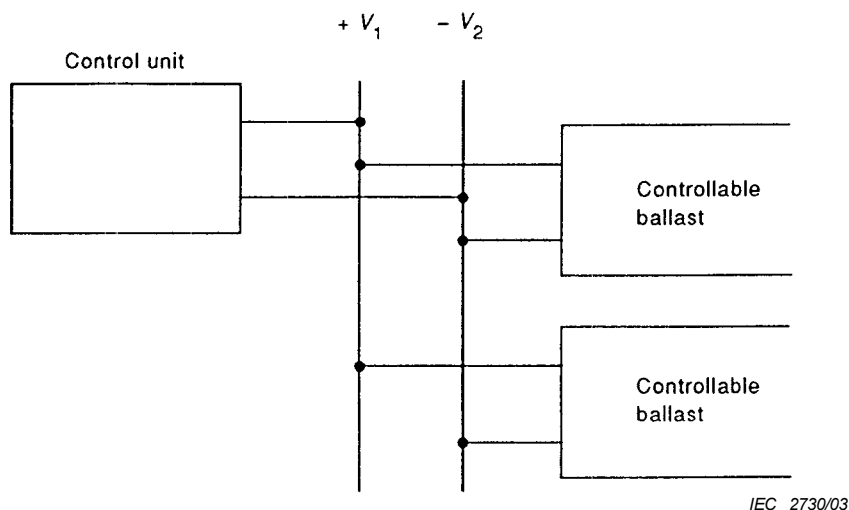 + V1
− V2
Control unit
Controllable
ballast
Controllable
ballast
IEC 2730/03